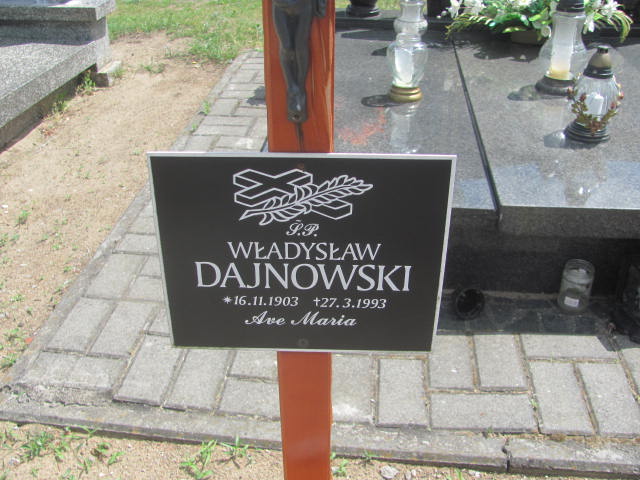 Ś.P.
WŁADYSŁAW
DAJNOWSKI
*16.11.1903 †27.3.1993
Ave Maria